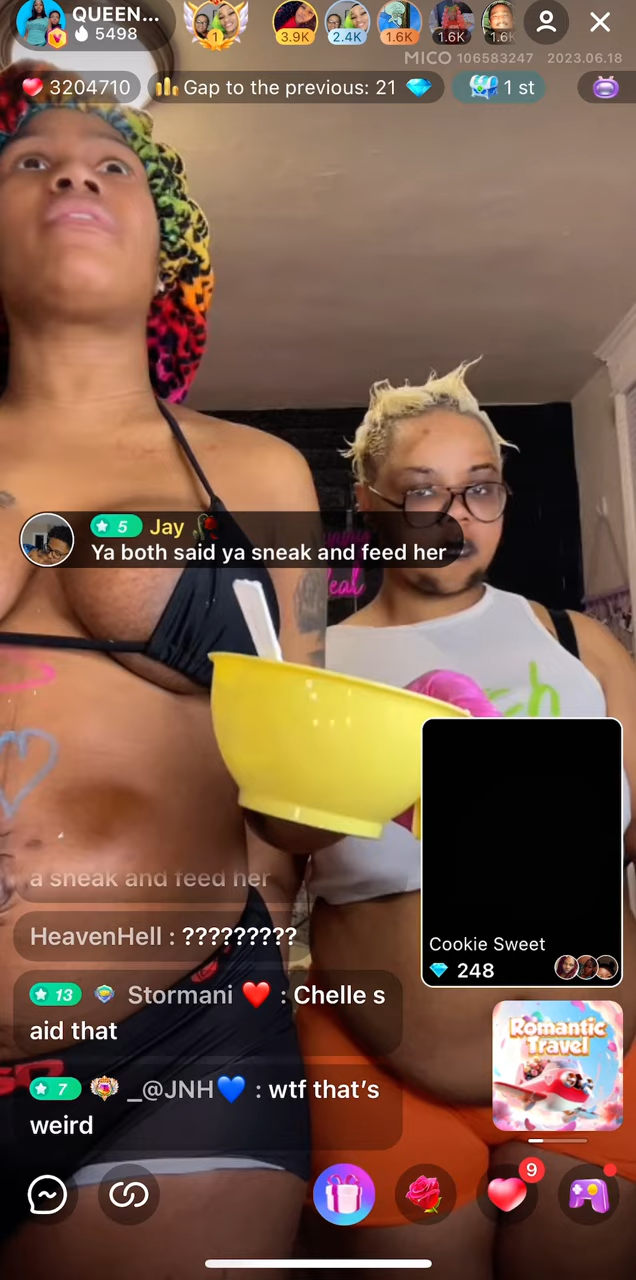 QUEEN...
5498
1
3.9K
2.4K
1.6K
1.6K
1.6K
MICO 106583247 2023.06.18
3204710
Gap to the previous: 21
1 st
5 Jay
Ya both said ya sneak and feed her
a sneak and feed her
HeavenHell : ?????????
13 Stormani : Chelle s
aid that
7 _@JNH : wtf that's
weird
Cookie Sweet
248
Romantic
Travel
9